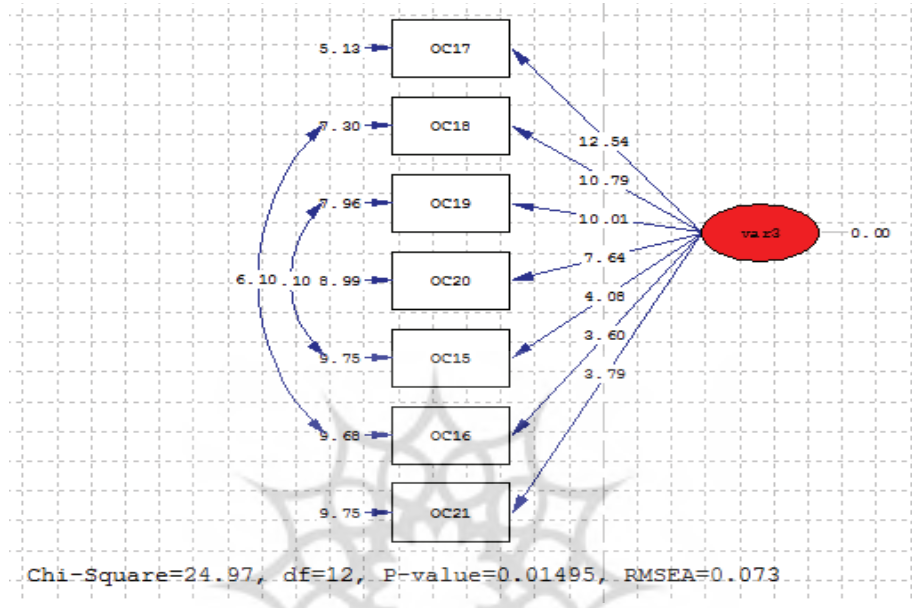 5.13 OC17
7.30 OC18
12.54
10.79
7.96 OC19
10.01
var3 0.00
7.64
6.10 .10 8.99 OC20
4.08
3.60
9.75 OC15
3.79
9.68 OC16
9.75 OC21
Chi-Square=24.97, df=12, P-value=0.01495, RMSEA=0.073